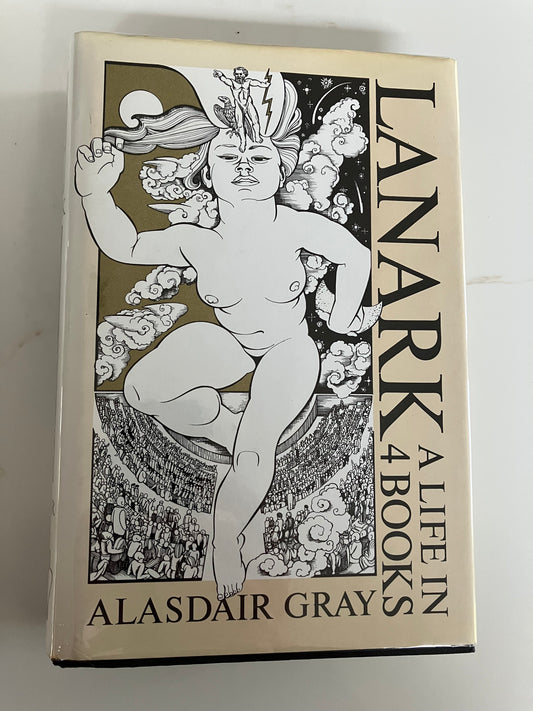 LANARK
A LIFE IN
4 BOOKS
ALASDAIR GRAY